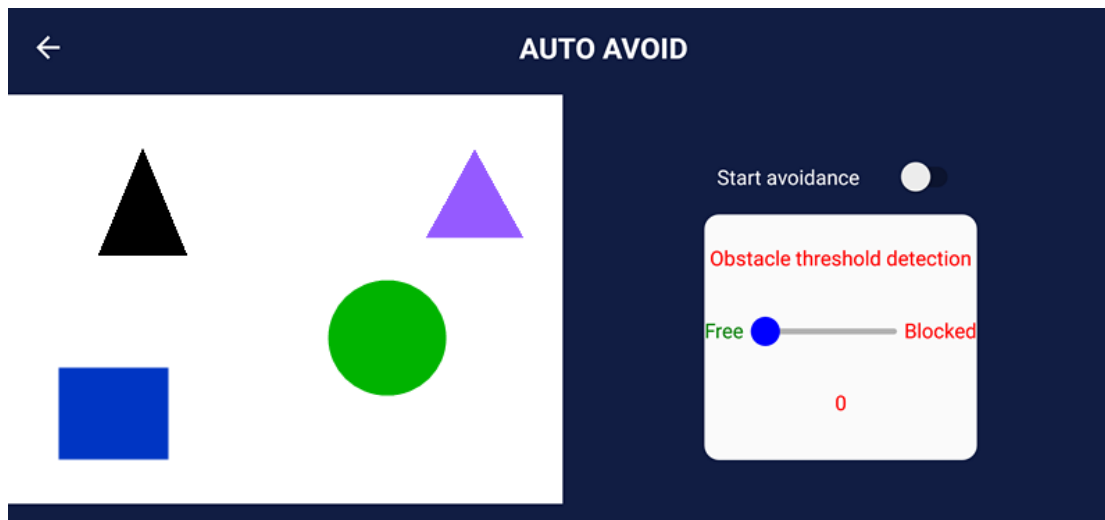 AUTO AVOID
Start avoidance
Obstacle threshold detection
Free Blocked
0